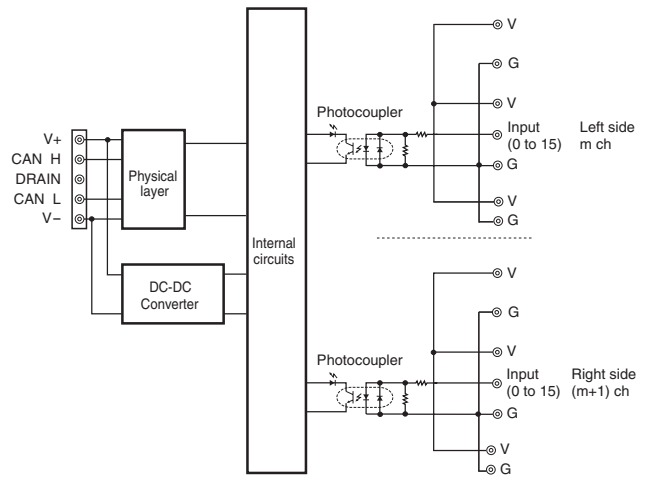 V+
CAN H
DRAIN
CAN L
V−
Physical
layer
DC-DC
Converter
Internal
circuits
Photocoupler
V
G
V
Input
(0 to 15)
G
V
G
Left side
m ch
Photocoupler
V
G
V
Input
(0 to 15)
G
V
G
Right side
(m+1) ch